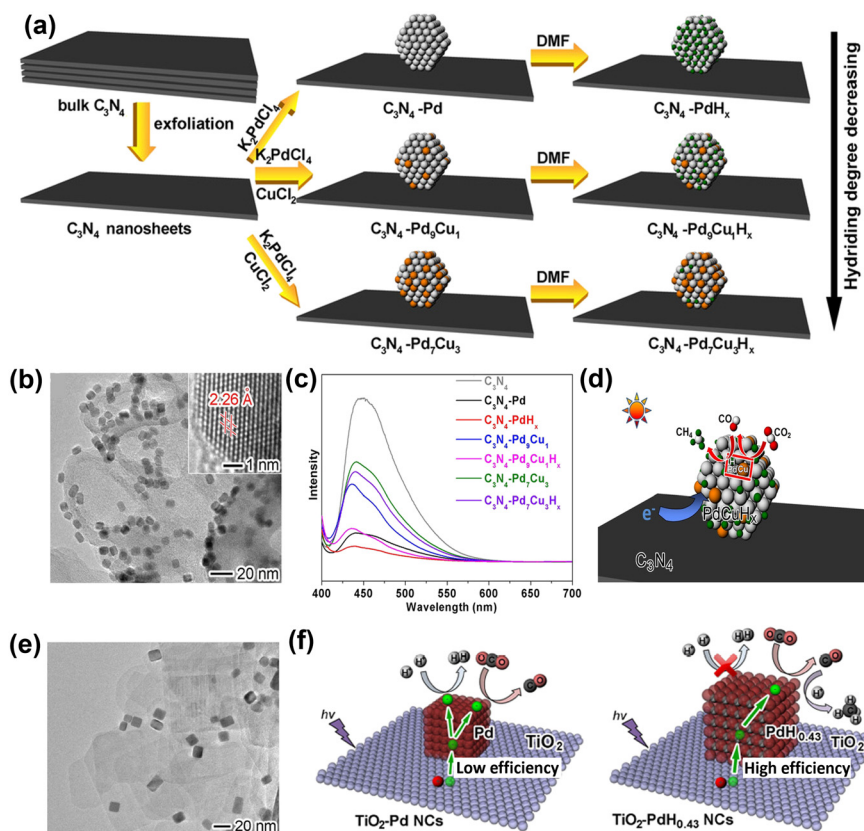 (a)
DMF
C₃N₄ -Pd
C₃N₄ -PdHₓ
bulk C₃N₄
exfoliation
K₂PdCl₄
K₂PdCl₄
CuCl₂
DMF
C₃N₄ nanosheets
C₃N₄ -Pd₉Cu₁
C₃N₄ -Pd₉Cu₁Hₓ
K₂PdCl₄
CuCl₂
DMF
C₃N₄ -Pd₇Cu₃
C₃N₄ -Pd₇Cu₃Hₓ
Hydriding degree decreasing
(b)
2.26 Å
1 nm
20 nm
(c)
C₃N₄
C₃N₄-Pd
C₃N₄-PdHₓ
C₃N₄-Pd₉Cu₁
C₃N₄-Pd₉Cu₁Hₓ
C₃N₄-Pd₇Cu₃
C₃N₄-Pd₇Cu₃Hₓ
Intensity
400 450 500 550 600 650 700
Wavelength (nm)
(d)
CH₄
CO
CO₂
H
PdCu
e⁻
PdCuHₓ
C₃N₄
(e)
20 nm
(f)
H⁺
H H
O C O
C O
hv
Pd
TiO₂
Low efficiency
TiO₂-Pd NCs
H⁺
H H
O C O
C O
H⁺
H C H H H
hv
PdH₀.₄₃
TiO₂
High efficiency
TiO₂-PdH₀.₄₃ NCs